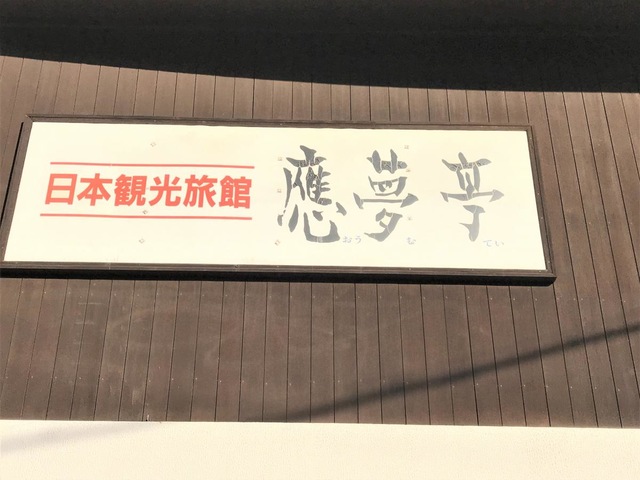 日本観光旅館 應夢亭
おう む てい